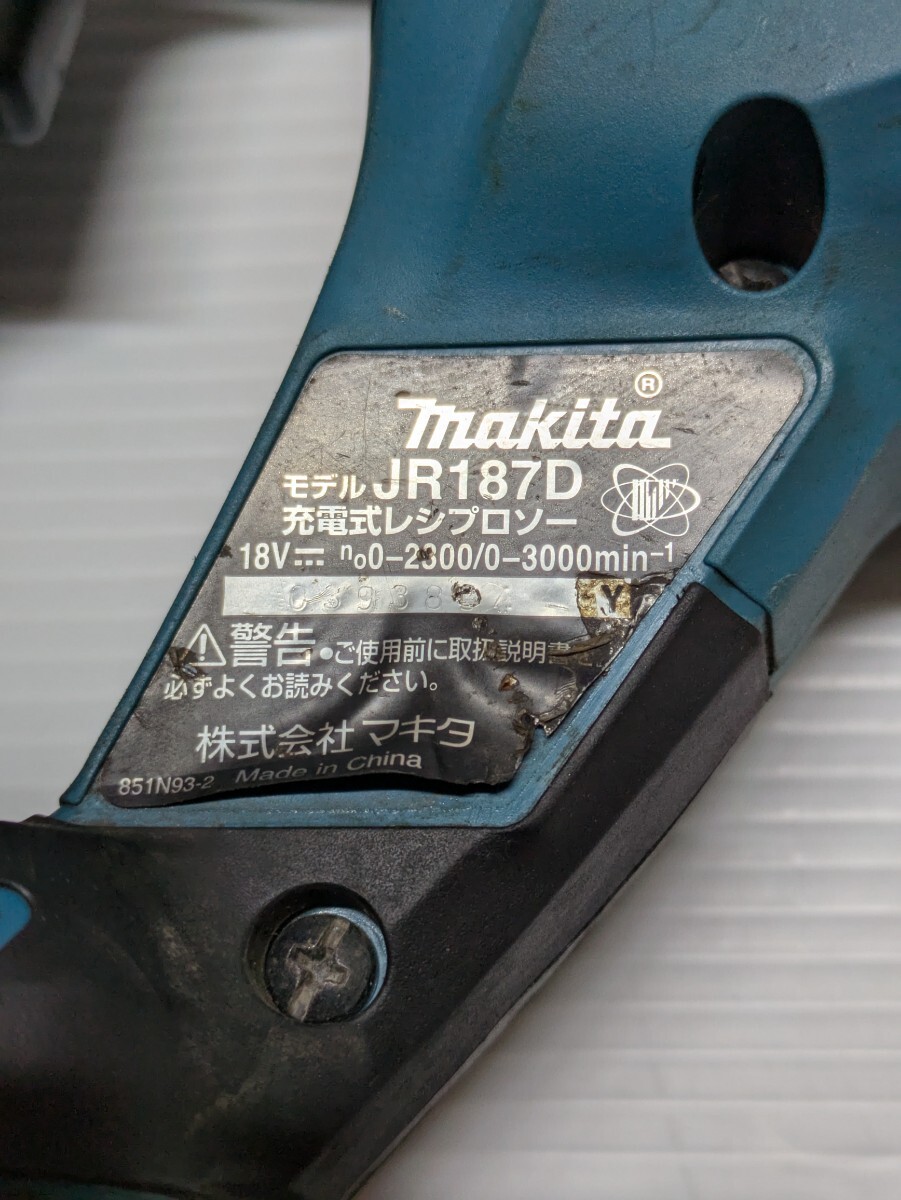 makita®
モデル JR187D
充電式レシプロソー
18V⎓ n₀0-2300/0-3000min⁻¹
Y
⚠警告 ●ご使用前に取扱説明書を
必ずよくお読みください。
株式会社マキタ
851N93-2 Made in China